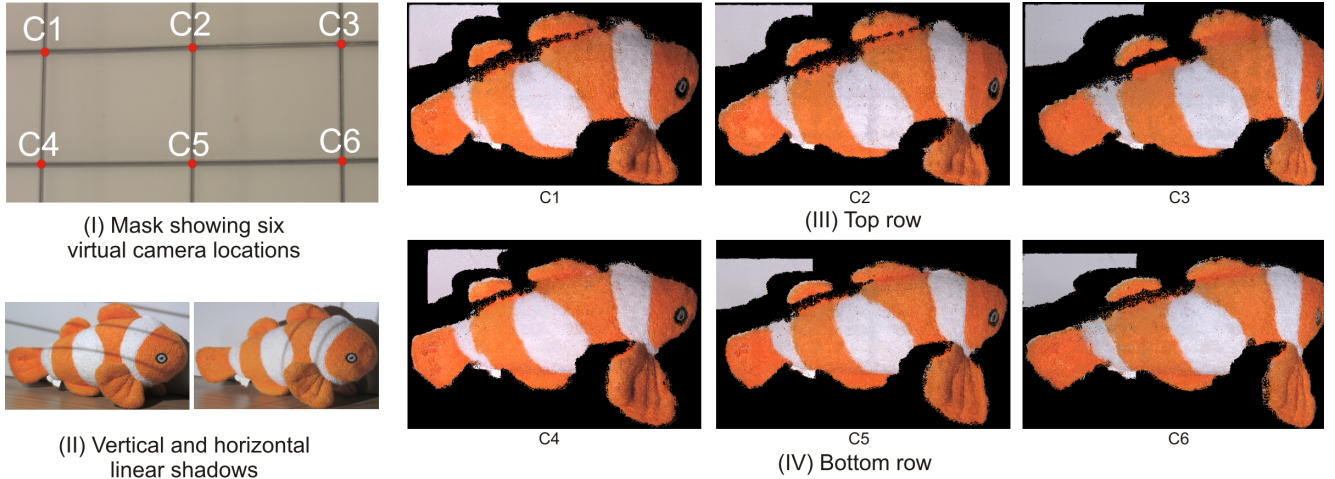 C1
C2
C3
C4
C5
C6
(I) Mask showing six
virtual camera locations
(II) Vertical and horizontal
linear shadows
C1
C2
C3
(III) Top row
C4
C5
C6
(IV) Bottom row